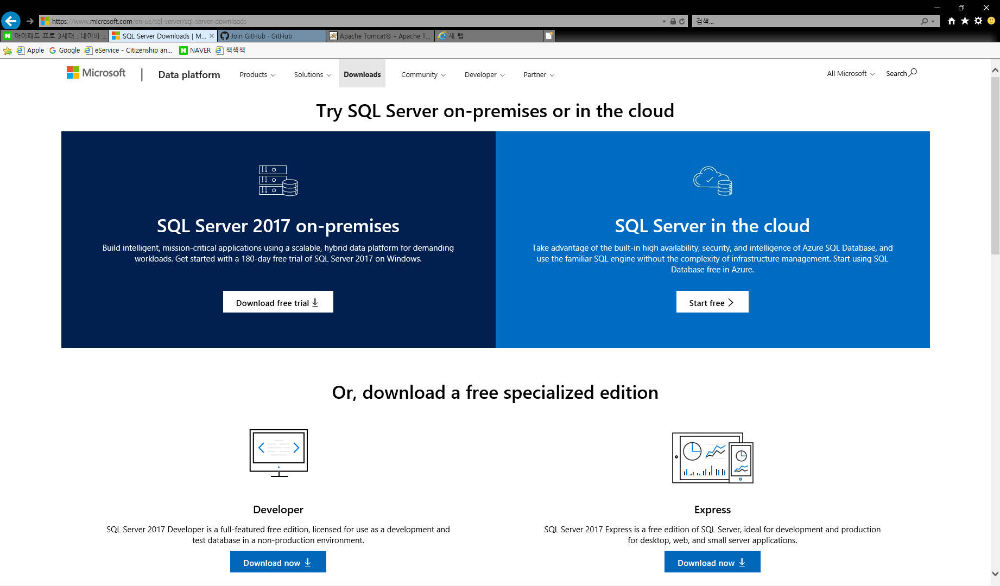 https://www.microsoft.com/en-us/sql-server/sql-server-downloads
검색...
아이패드 프로 3세대 : 네이버 ...
SQL Server Downloads | M...
Join GitHub · GitHub
Apache Tomcat® - Apache T...
새 탭
Apple
Google
eService - Citizenship an...
NAVER
책책책
Microsoft
Data platform
Products
Solutions
Downloads
Community
Developer
Partner
All Microsoft
Search
Try SQL Server on-premises or in the cloud
SQL Server 2017 on-premises
Build intelligent, mission-critical applications using a scalable, hybrid data platform for demanding
workloads. Get started with a 180-day free trial of SQL Server 2017 on Windows.
Download free trial
SQL Server in the cloud
Take advantage of the built-in high availability, security, and intelligence of Azure SQL Database, and
use the familiar SQL engine without the complexity of infrastructure management. Start using SQL
Database free in Azure.
Start free
Or, download a free specialized edition
Developer
SQL Server 2017 Developer is a full-featured free edition, licensed for use as a development and
test database in a non-production environment.
Download now
Express
SQL Server 2017 Express is a free edition of SQL Server, ideal for development and production
for desktop, web, and small server applications.
Download now